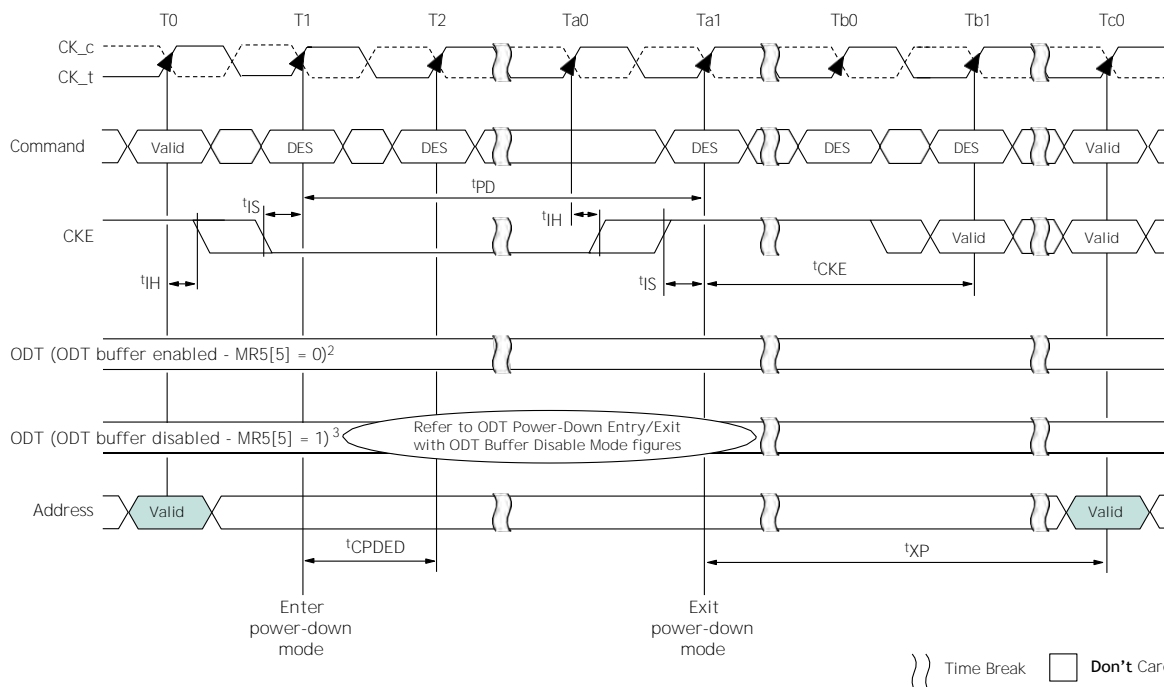 T0 T1 T2 Ta0 Ta1 Tb0 Tb1 Tc0
CK_c
CK_t
Command Valid DES DES DES DES DES Valid
tPD
tIS tIH
CKE Valid Valid
tIH tIS tCKE
ODT (ODT buffer enabled - MR5[5] = 0)2
ODT (ODT buffer disabled - MR5[5] = 1) 3
Refer to ODT Power-Down Entry/Exit
with ODT Buffer Disable Mode figures
Address Valid Valid
tCPDED tXP
Enter
power-down
mode
Exit
power-down
mode
Time Break Don't Car